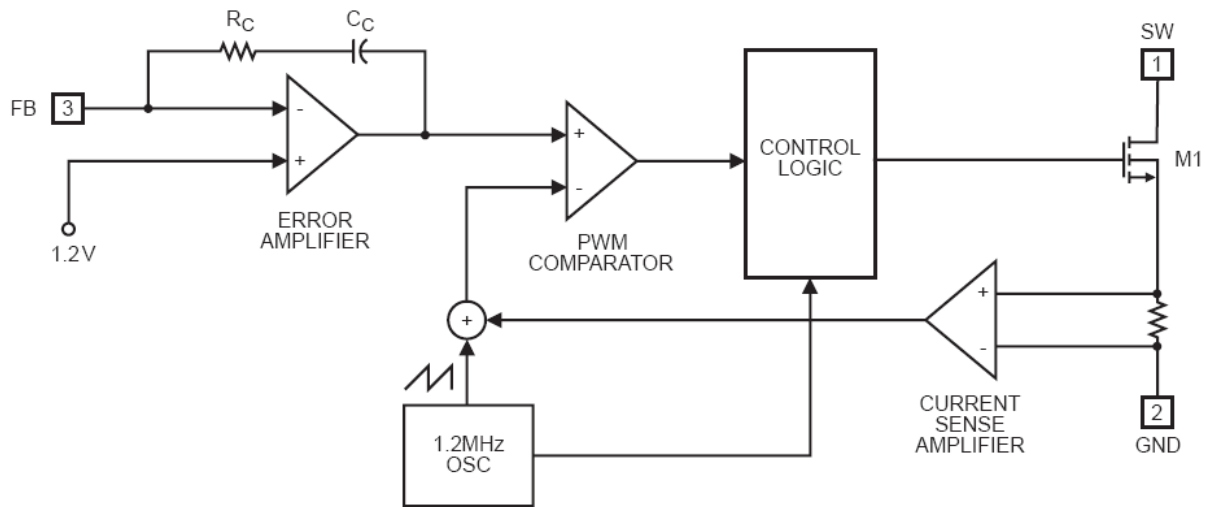 R_C
C_C
SW
1
FB
3
-
+
+
-
CONTROL
LOGIC
M1
1.2V
ERROR
AMPLIFIER
PWM
COMPARATOR
+
+
-
1.2MHz
OSC
CURRENT
SENSE
AMPLIFIER
2
GND